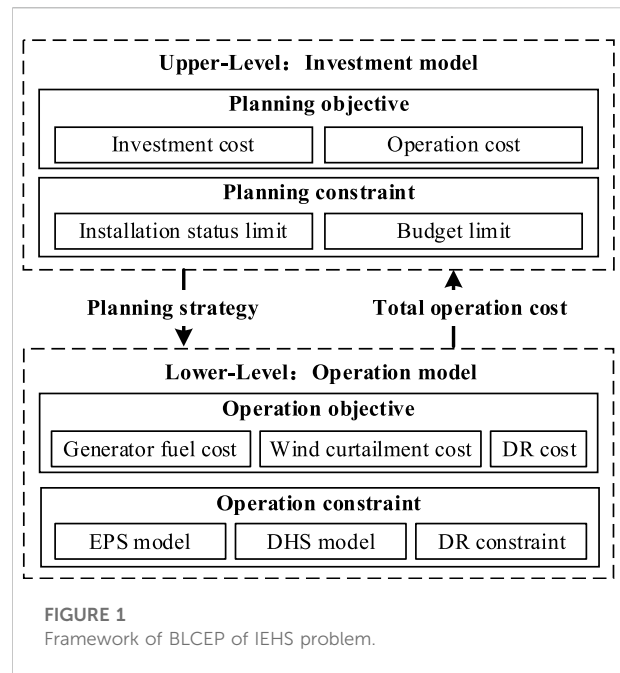 Upper-Level: Investment model
Planning objective
Investment cost
Operation cost
Planning constraint
Installation status limit
Budget limit
Planning strategy
Total operation cost
Lower-Level: Operation model
Operation objective
Generator fuel cost
Wind curtailment cost
DR cost
Operation constraint
EPS model
DHS model
DR constraint
FIGURE 1
Framework of BLCEP of IEHS problem.